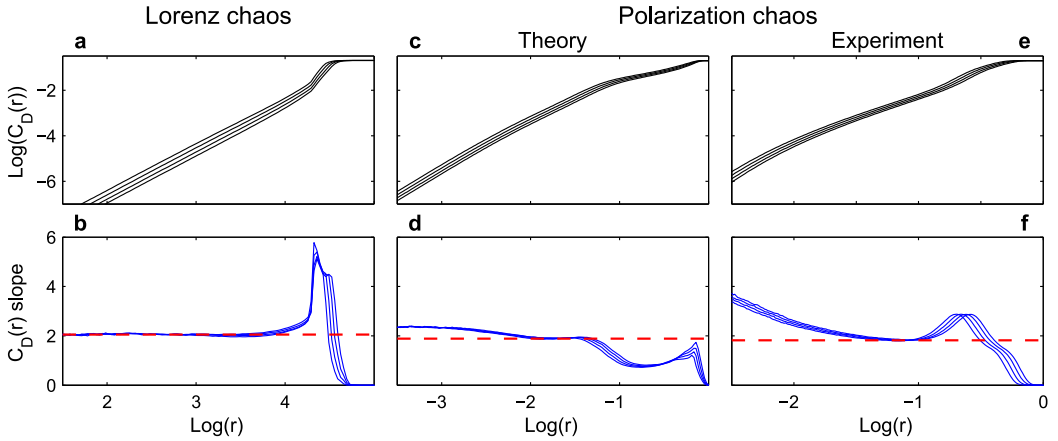 Lorenz chaos
Polarization chaos
a
c
Theory
Experiment
e
Log(C_D(r))
−2
−4
−6
b
d
f
C_D(r) slope
6
4
2
0
2
3
4
−3
−2
−1
−2
−1
0
Log(r)
Log(r)
Log(r)